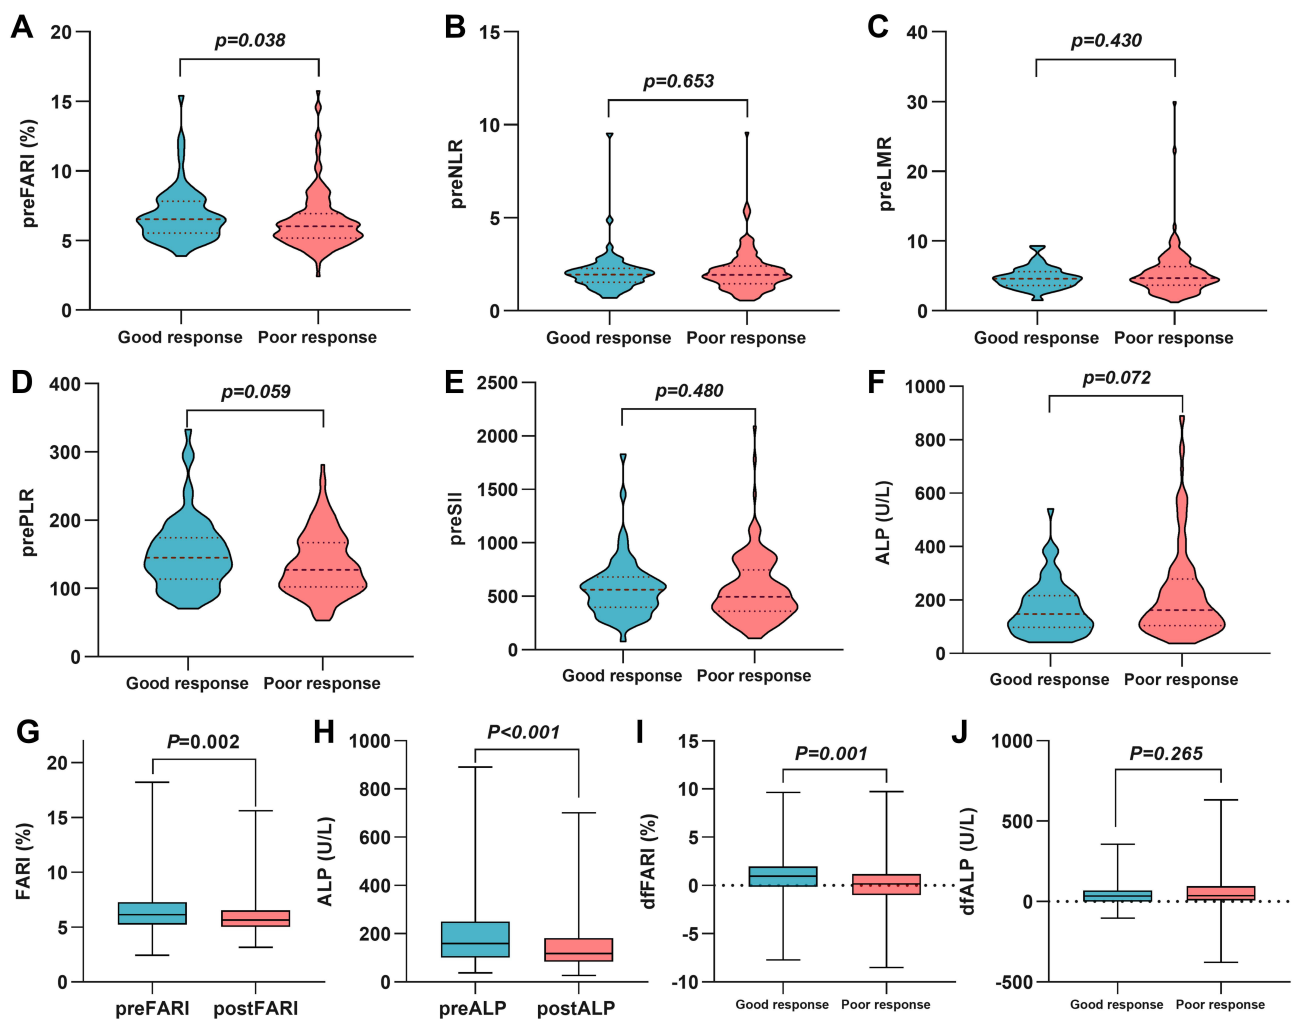 A
p=0.038
preFARI (%)
20
15
10
5
0
Good response
Poor response
B
p=0.653
preNLR
15
10
5
0
Good response
Poor response
C
p=0.430
preLMR
40
30
20
10
0
Good response
Poor response
D
p=0.059
prePLR
400
300
200
100
0
Good response
Poor response
E
p=0.480
preSII
2500
2000
1500
1000
500
0
Good response
Poor response
F
p=0.072
ALP (U/L)
1000
800
600
400
200
0
Good response
Poor response
G
P=0.002
FARI (%)
20
15
10
5
0
preFARI
postFARI
H
P<0.001
ALP (U/L)
1000
800
600
400
200
0
preALP
postALP
I
P=0.001
dfFARI (%)
15
10
5
0
-5
-10
Good response
Poor response
J
P=0.265
dfALP (U/L)
1000
500
0
-500
Good response
Poor response